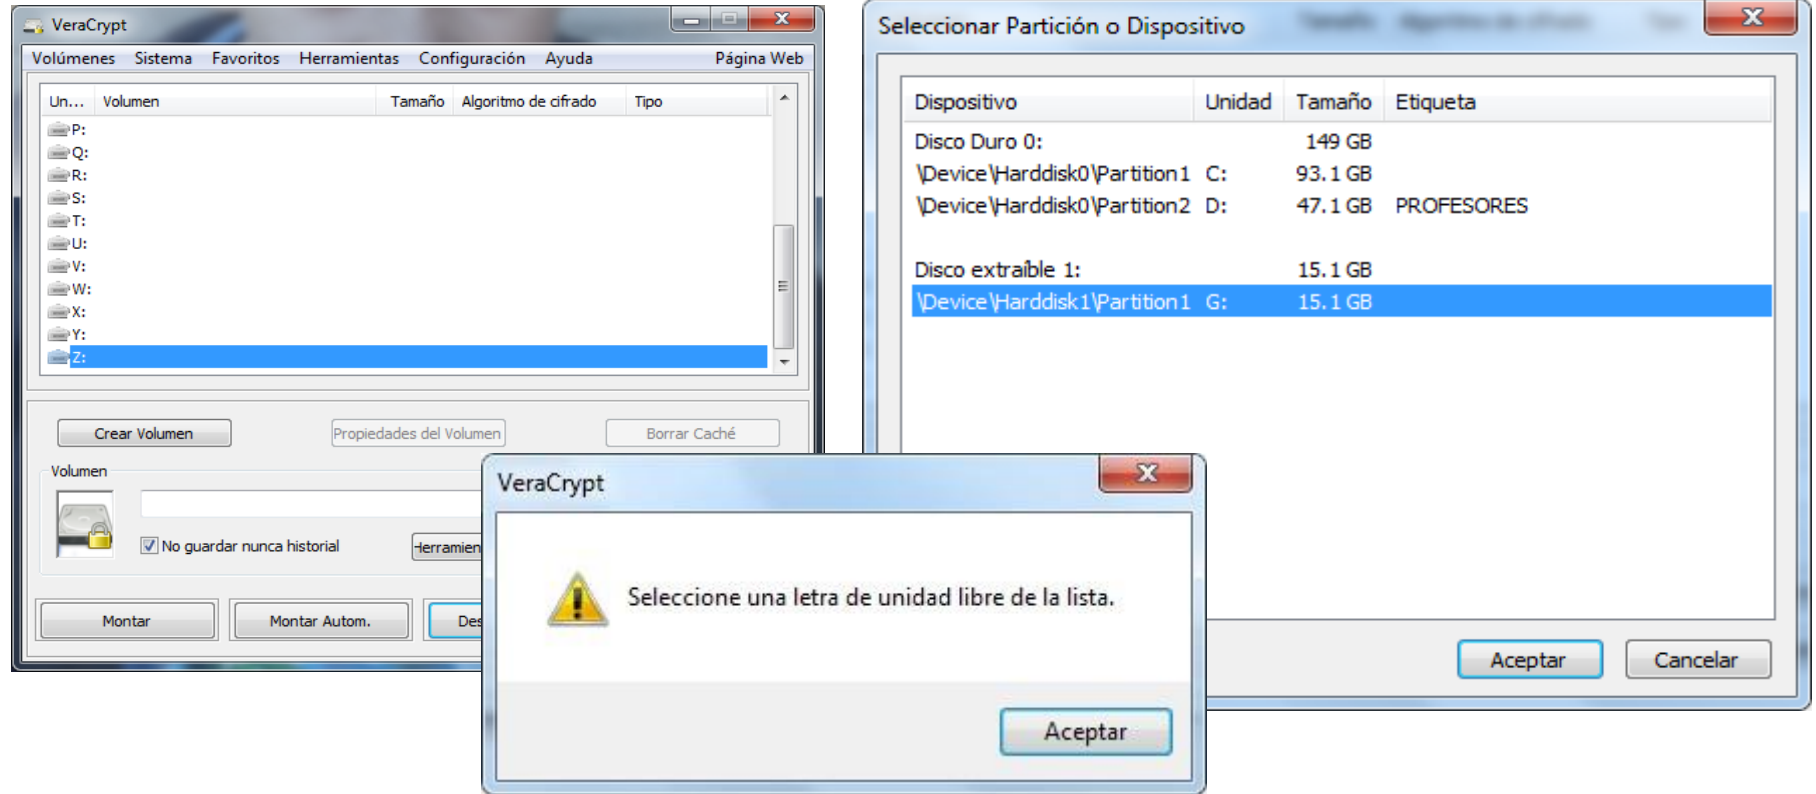 VeraCrypt
Volúmenes Sistema Favoritos Herramientas Configuración Ayuda Página Web
Un... Volumen Tamaño Algoritmo de cifrado Tipo
P:
Q:
R:
S:
T:
U:
V:
W:
X:
Y:
Z:
Crear Volumen Propiedades del Volumen Borrar Caché
Volumen
No guardar nunca historial Herramien
Montar Montar Autom. Des
Seleccionar Partición o Dispositivo
Dispositivo Unidad Tamaño Etiqueta
Disco Duro 0: 149 GB
\Device\Harddisk0\Partition1 C: 93.1 GB
\Device\Harddisk0\Partition2 D: 47.1 GB PROFESORES
Disco extraíble 1: 15.1 GB
\Device\Harddisk1\Partition1 G: 15.1 GB
Aceptar Cancelar
VeraCrypt
Seleccione una letra de unidad libre de la lista.
Aceptar